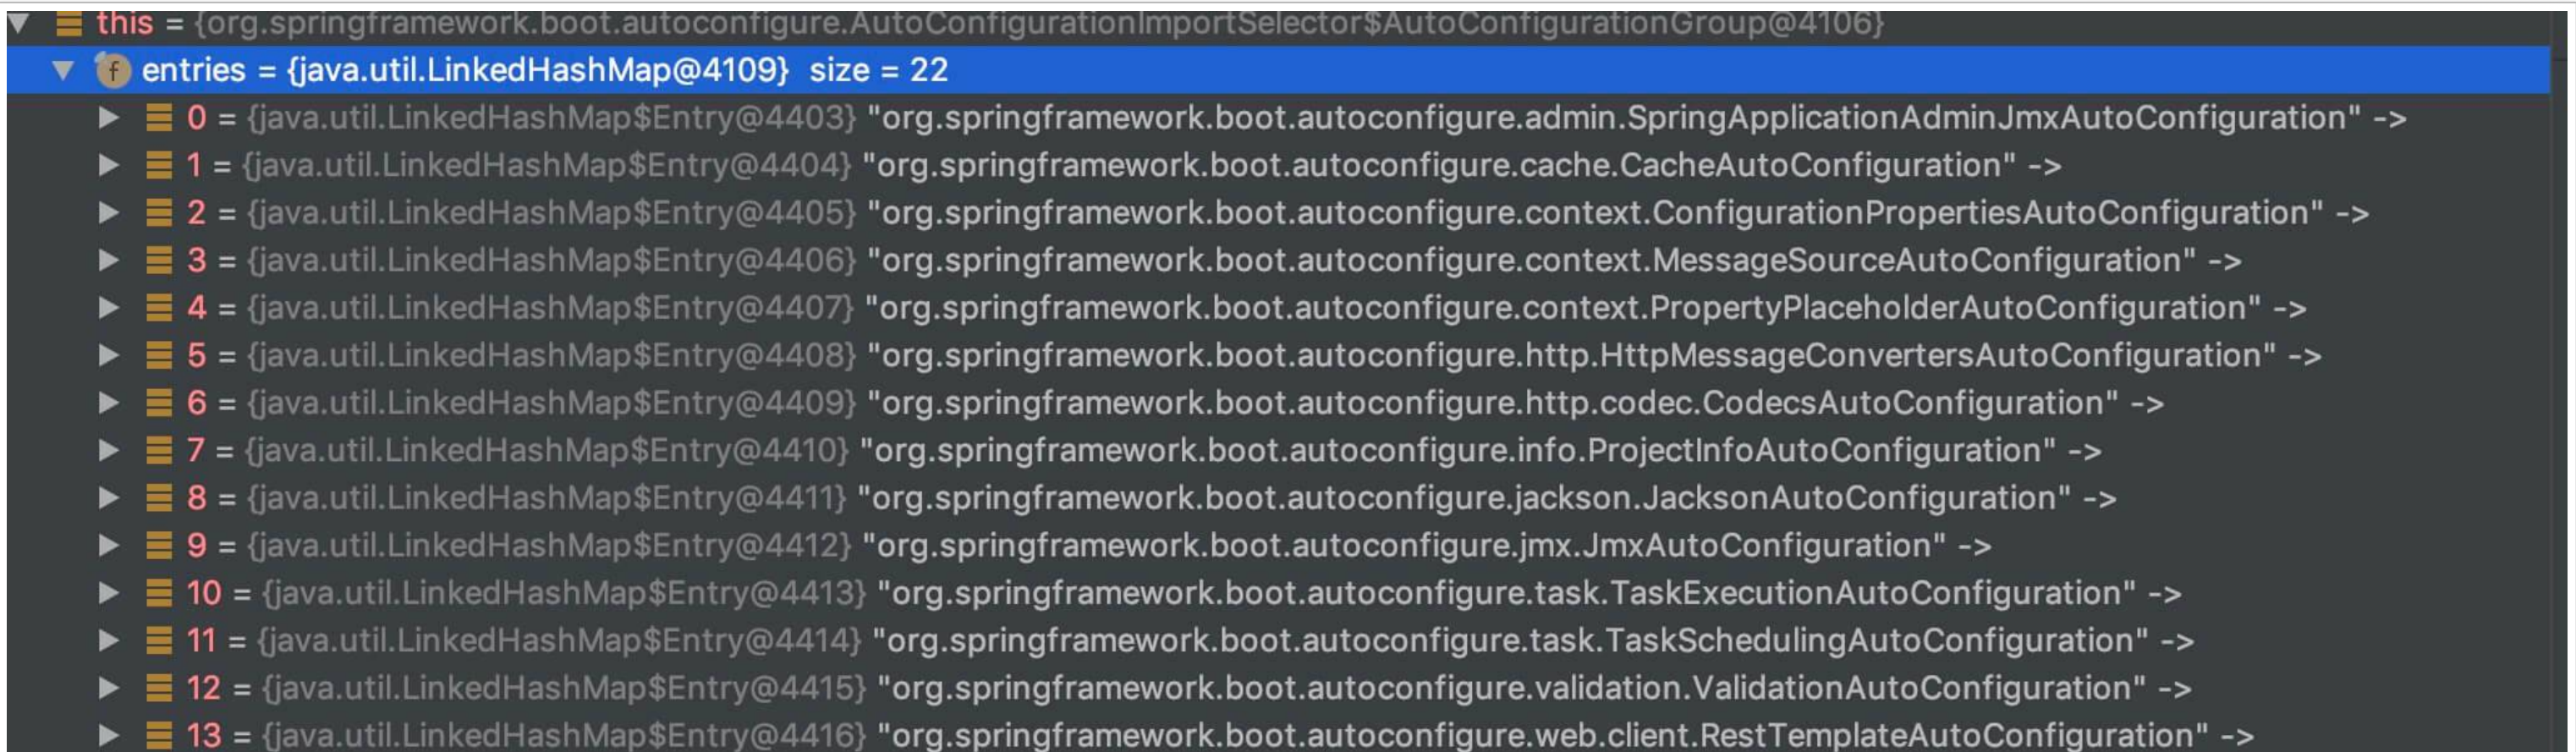 this = {org.springframework.boot.autoconfigure.AutoConfigurationImportSelector$AutoConfigurationGroup@4106}
f entries = {java.util.LinkedHashMap@4109} size = 22
0 = {java.util.LinkedHashMap$Entry@4403} "org.springframework.boot.autoconfigure.admin.SpringApplicationAdminJmxAutoConfiguration" ->
1 = {java.util.LinkedHashMap$Entry@4404} "org.springframework.boot.autoconfigure.cache.CacheAutoConfiguration" ->
2 = {java.util.LinkedHashMap$Entry@4405} "org.springframework.boot.autoconfigure.context.ConfigurationPropertiesAutoConfiguration" ->
3 = {java.util.LinkedHashMap$Entry@4406} "org.springframework.boot.autoconfigure.context.MessageSourceAutoConfiguration" ->
4 = {java.util.LinkedHashMap$Entry@4407} "org.springframework.boot.autoconfigure.context.PropertyPlaceholderAutoConfiguration" ->
5 = {java.util.LinkedHashMap$Entry@4408} "org.springframework.boot.autoconfigure.http.HttpMessageConvertersAutoConfiguration" ->
6 = {java.util.LinkedHashMap$Entry@4409} "org.springframework.boot.autoconfigure.http.codec.CodecsAutoConfiguration" ->
7 = {java.util.LinkedHashMap$Entry@4410} "org.springframework.boot.autoconfigure.info.ProjectInfoAutoConfiguration" ->
8 = {java.util.LinkedHashMap$Entry@4411} "org.springframework.boot.autoconfigure.jackson.JacksonAutoConfiguration" ->
9 = {java.util.LinkedHashMap$Entry@4412} "org.springframework.boot.autoconfigure.jmx.JmxAutoConfiguration" ->
10 = {java.util.LinkedHashMap$Entry@4413} "org.springframework.boot.autoconfigure.task.TaskExecutionAutoConfiguration" ->
11 = {java.util.LinkedHashMap$Entry@4414} "org.springframework.boot.autoconfigure.task.TaskSchedulingAutoConfiguration" ->
12 = {java.util.LinkedHashMap$Entry@4415} "org.springframework.boot.autoconfigure.validation.ValidationAutoConfiguration" ->
13 = {java.util.LinkedHashMap$Entry@4416} "org.springframework.boot.autoconfigure.web.client.RestTemplateAutoConfiguration" ->